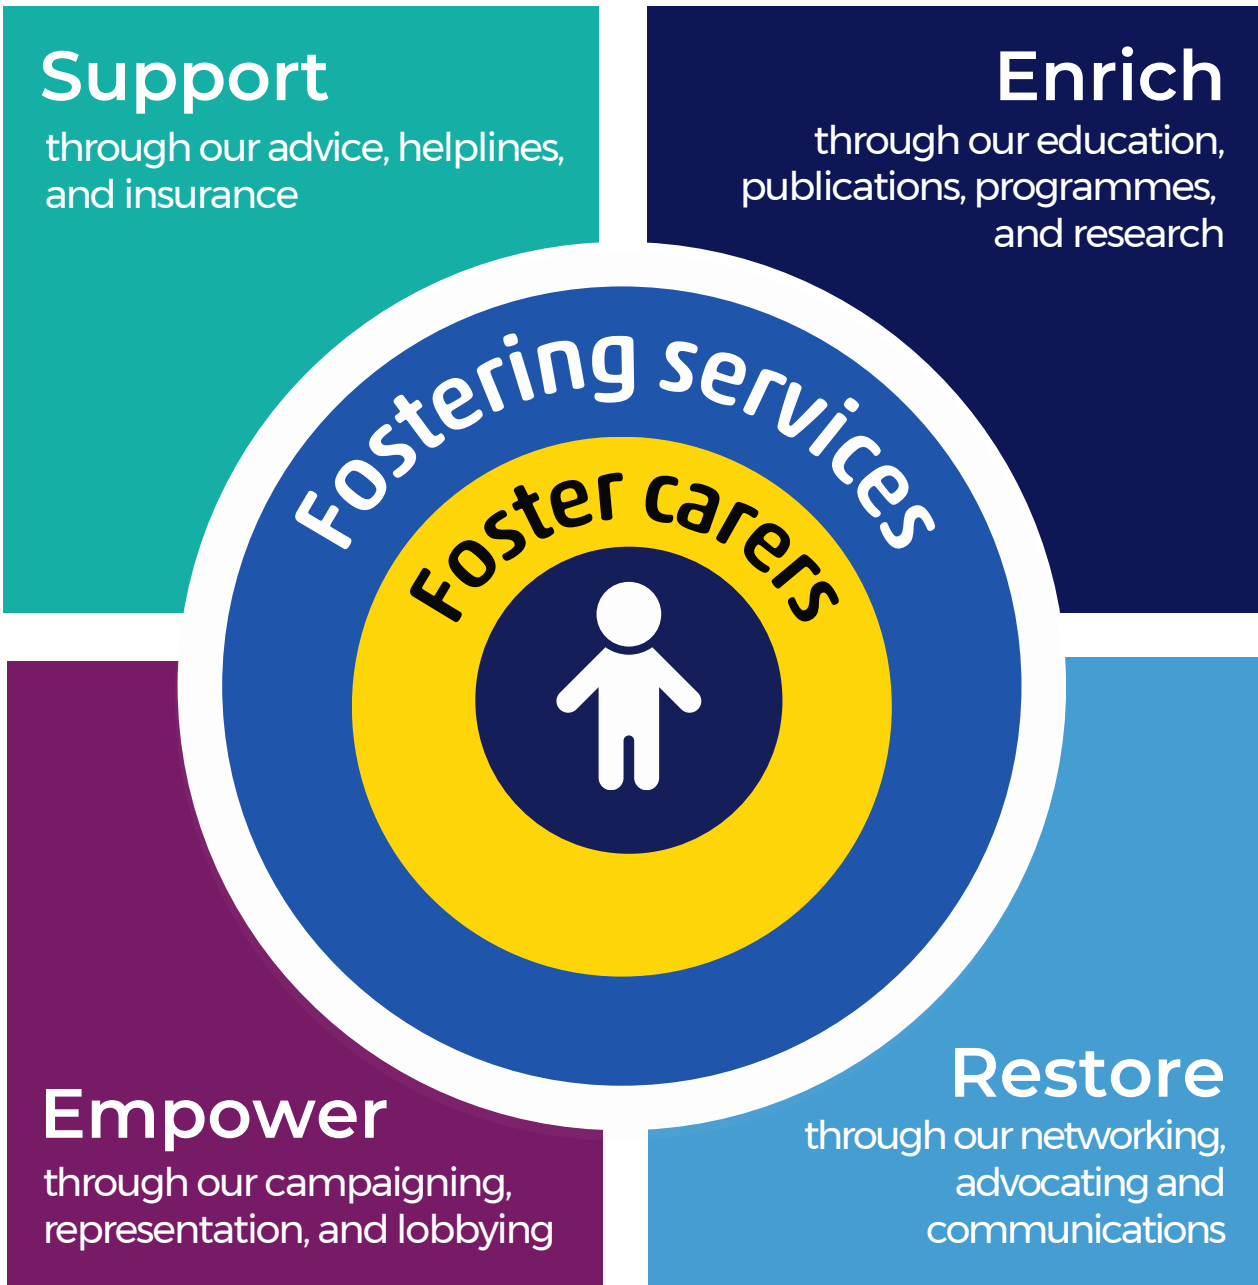 Support
through our advice, helplines,
and insurance
Enrich
through our education,
publications, programmes,
and research
Fostering services
Foster carers
Empower
through our campaigning,
representation, and lobbying
Restore
through our networking,
advocating and
communications